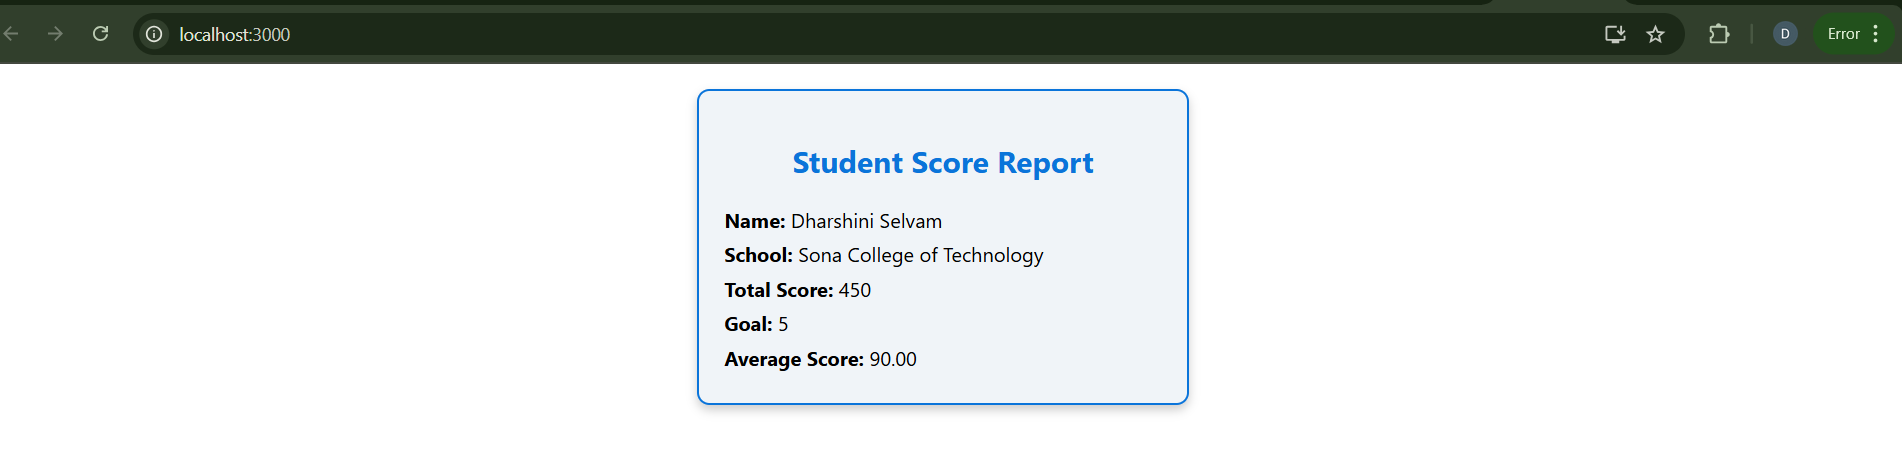 localhost:3000
D
Error
Student Score Report
Name: Dharshini Selvam
School: Sona College of Technology
Total Score: 450
Goal: 5
Average Score: 90.00